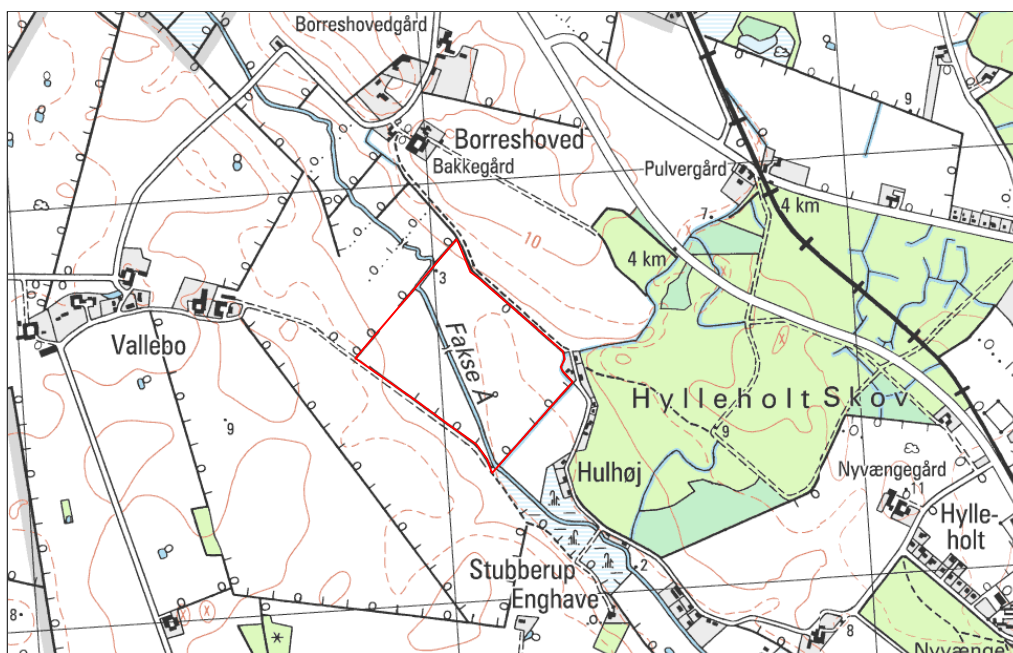 Borreshovedgård
Borreshoved
Bakkegård
Pulvergård
9
4 km
7
10
4 km
3
Vallebo
Fakse Å
Hylleholt Skov
9
9
Hulhøj
Nyvængegård
11
Hylle-
holt
Stubberup
Enghave
2
8
8
Nyvænge